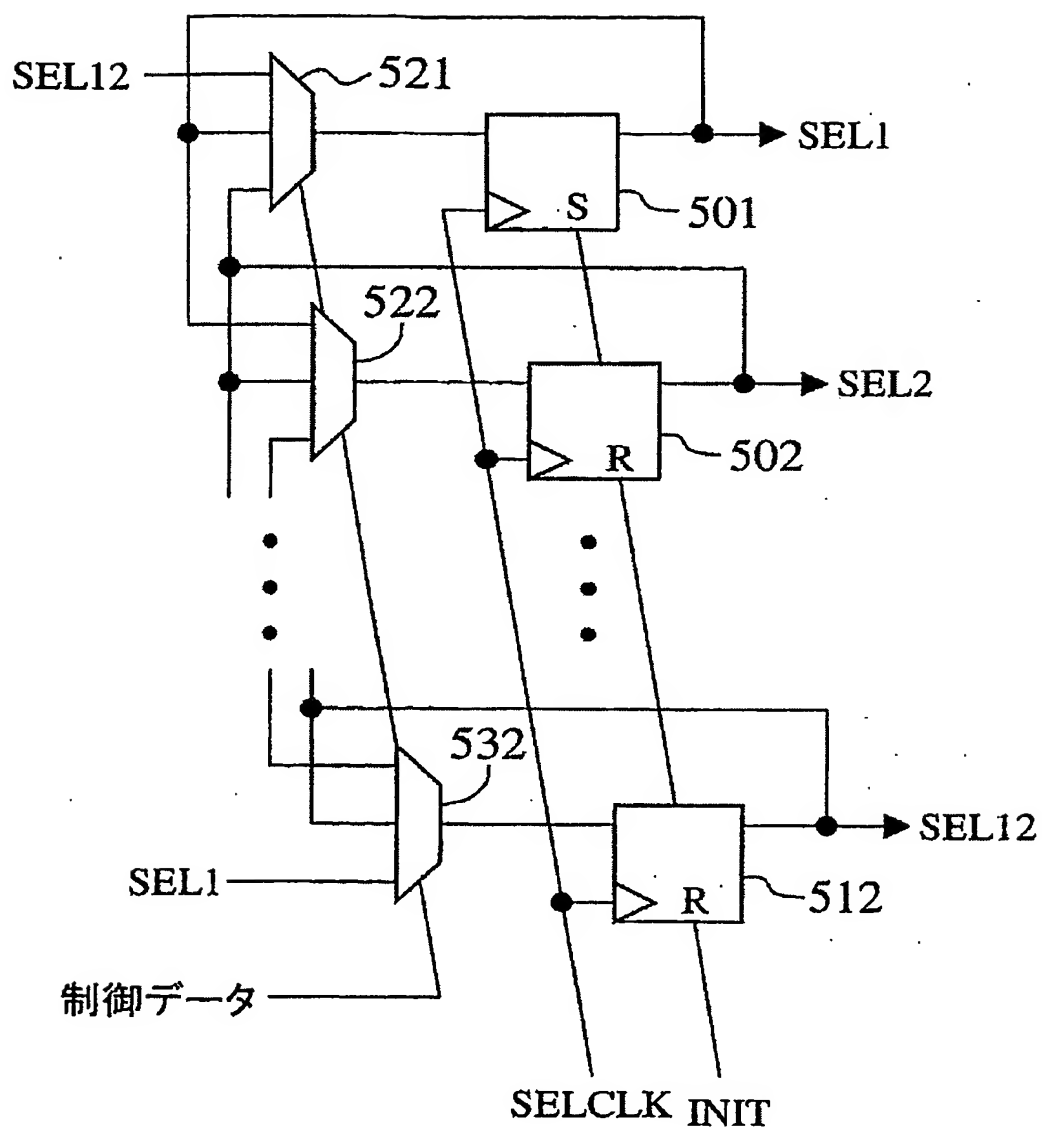 SEL12
521
SEL1
S
501
522
SEL2
R
502
532
SEL12
SEL1
R
512
制御データ
SELCLK
INIT